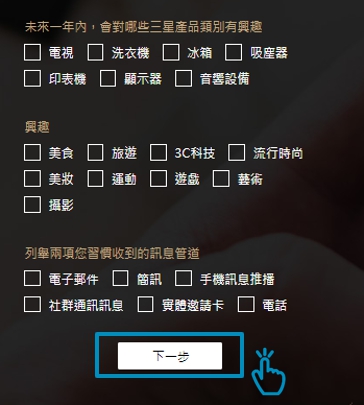 未來一年內，會對哪些三星產品類別有興趣
電視 洗衣機 冰箱 吸塵器
印表機 顯示器 音響設備
興趣
美食 旅遊 3C科技 流行時尚
美妝 運動 遊戲 藝術
攝影
列舉兩項您習慣收到的訊息管道
電子郵件 簡訊 手機訊息推播
社群通訊訊息 實體邀請卡 電話
下一步